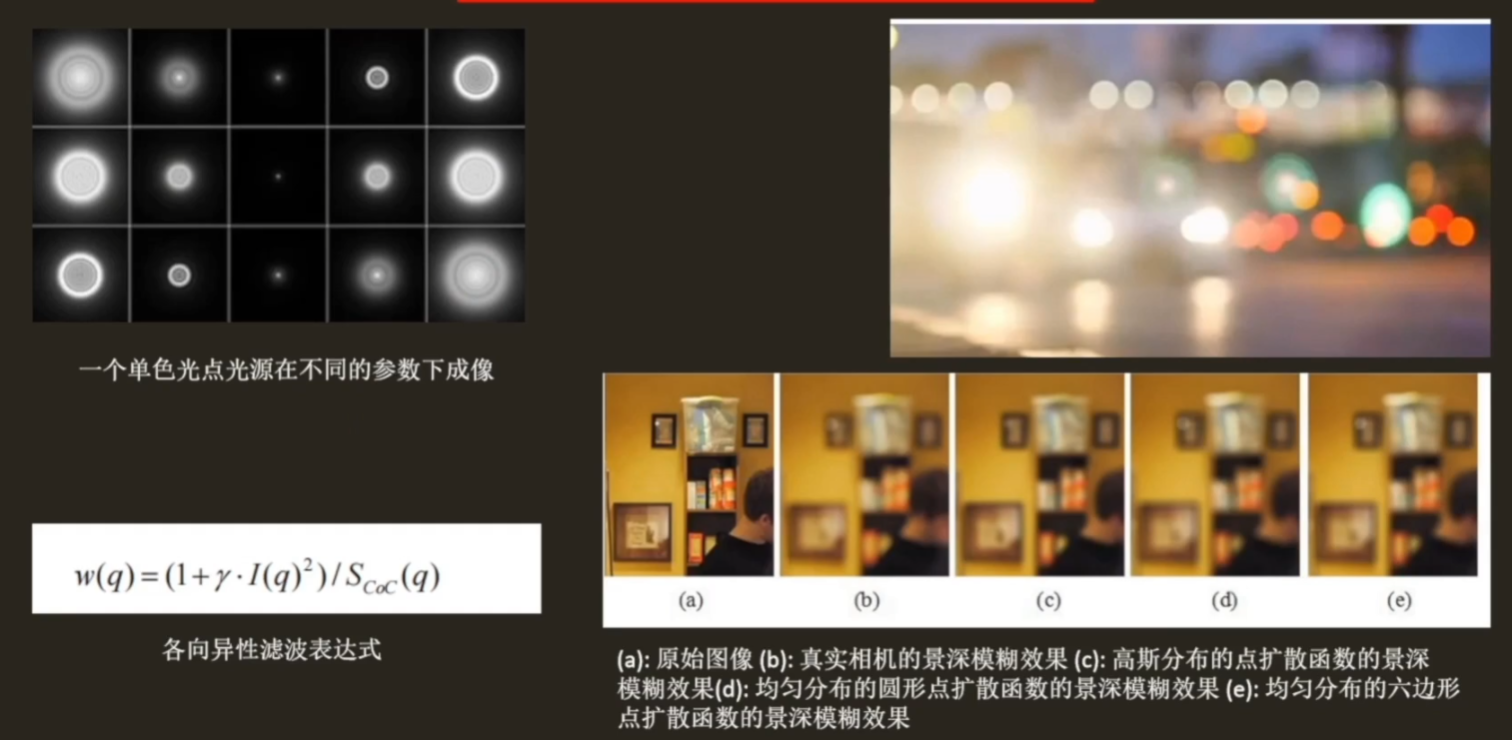 一个单色光点光源在不同的参数下成像
w(q)=(1+γ·I(q)²)/S_CoC(q)
各向异性滤波表达式
(a) (b) (c) (d) (e)
(a): 原始图像 (b): 真实相机的景深模糊效果 (c): 高斯分布的点扩散函数的景深
模糊效果(d): 均匀分布的圆形点扩散函数的景深模糊效果 (e): 均匀分布的六边形
点扩散函数的景深模糊效果